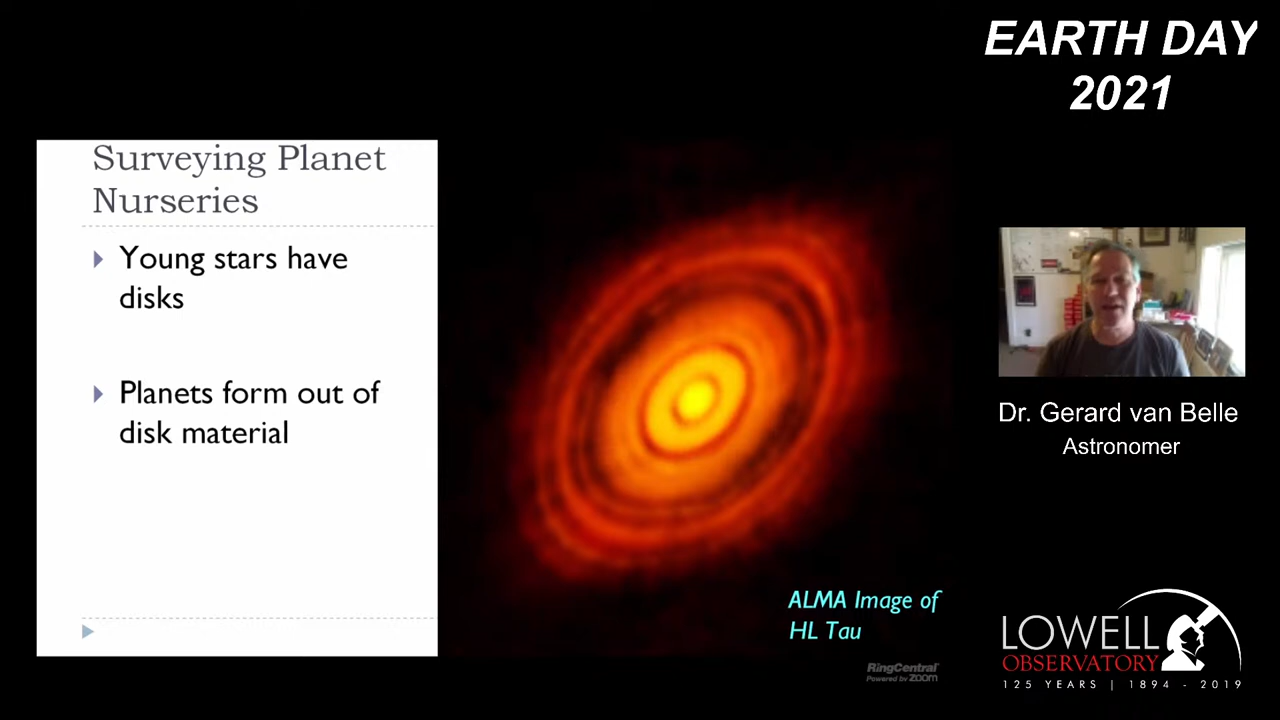 EARTH DAY
2021
Surveying Planet
Nurseries
Young stars have
disks
Planets form out of
disk material
ALMA Image of
HL Tau
RingCentral
Powered by zoom
Dr. Gerard van Belle
Astronomer
LOWELL
OBSERVATORY
125 YEARS | 1894 - 2019